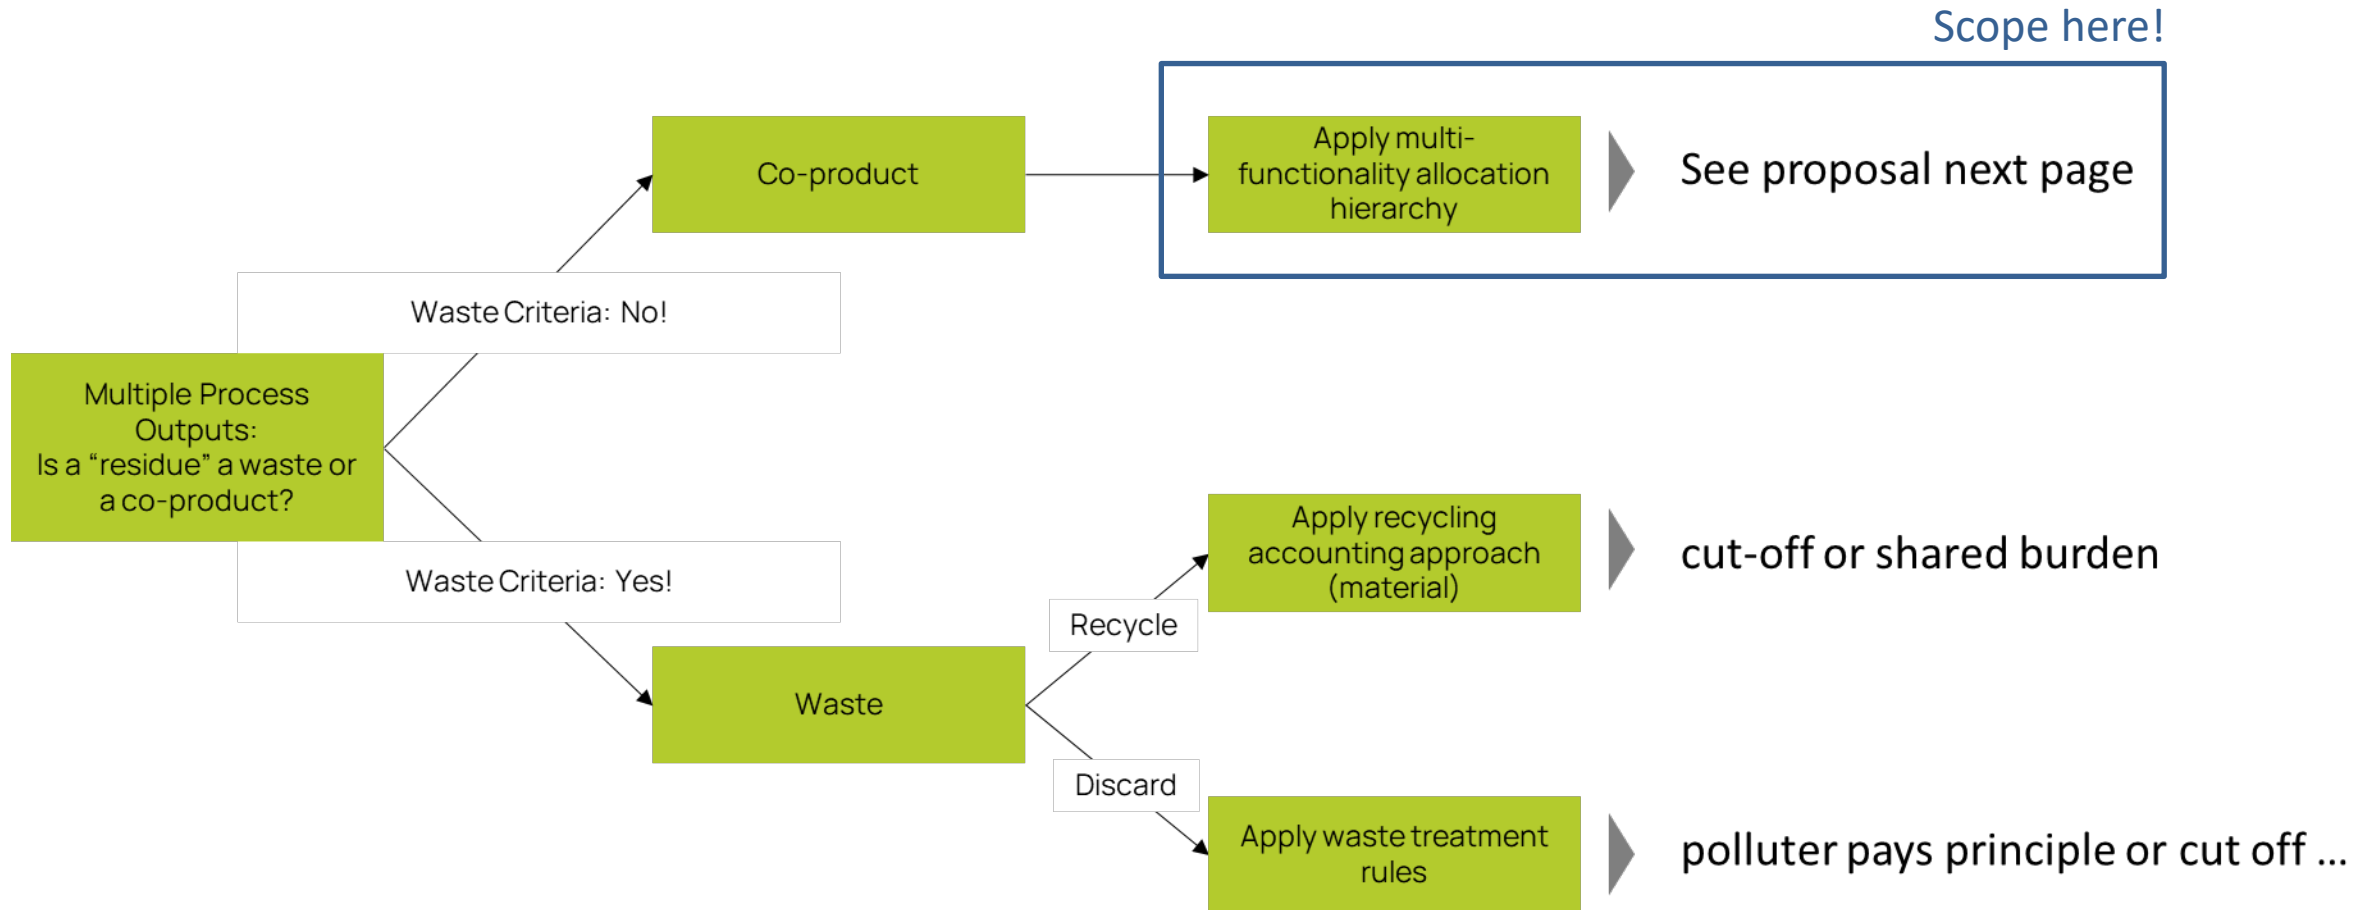 Scope here!
Co-product
Apply multi-
functionality allocation
hierarchy
See proposal next page
Waste Criteria: No!
Multiple Process
Outputs:
Is a “residue” a waste or
a co-product?
Waste Criteria: Yes!
Apply recycling
accounting approach
(material)
cut-off or shared burden
Recycle
Waste
Discard
Apply waste treatment
rules
polluter pays principle or cut off ...